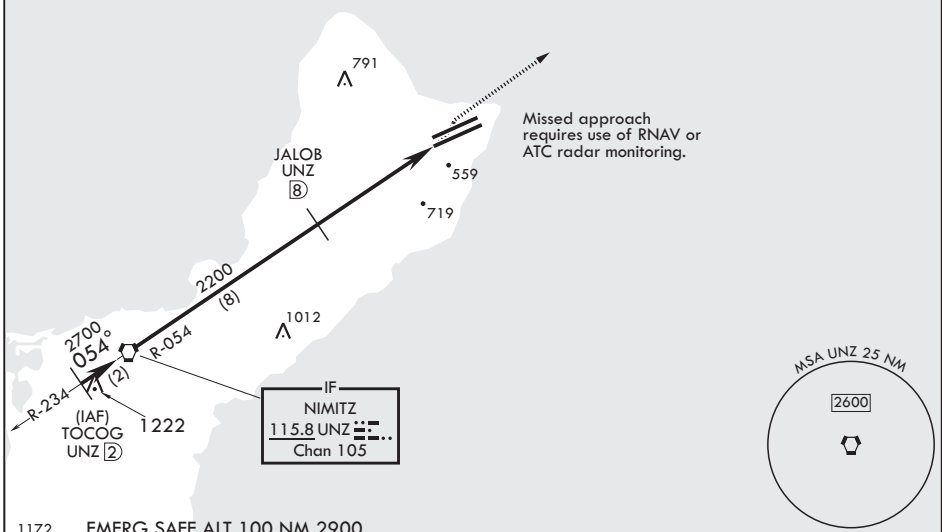 791
Missed approach
requires use of RNAV or
ATC radar monitoring.
JALOB
UNZ
8
559
719
2200
(8)
1012
2700
054°
(2)
R-054
R-234
(IAF)
TOCOG
UNZ 2
1222
IF
NIMITZ
115.8 UNZ
Chan 105
MSA UNZ 25 NM
2600
1172 EMERG SAFE ALT 100 NM 2900